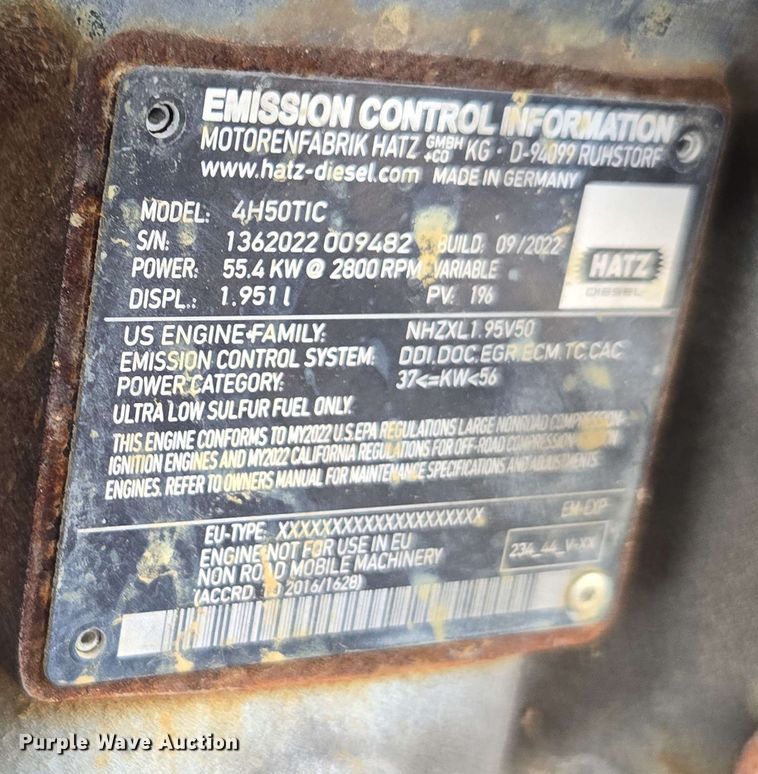 EMISSION CONTROL INFORMATION
MOTORENFABRIK HATZ GMBH +CO KG · D-94099 RUHSTORF
www.hatz-diesel.com MADE IN GERMANY
MODEL: 4H50TIC
S/N: 1362022 009482 BUILD: 09/2022
POWER: 55.4 KW @ 2800 RPM VARIABLE
DISPL.: 1.951 l PV: 196
HATZ
DIESEL
US ENGINE-FAMILY: NHZXL1.95V50
EMISSION CONTROL SYSTEM: DDI,DOC,EGR,ECM,TC,CAC
POWER CATEGORY: 37<=KW<56
ULTRA LOW SULFUR FUEL ONLY.
THIS ENGINE CONFORMS TO MY2022 U.S.EPA REGULATIONS LARGE NONROAD COMPRESSION-
IGNITION ENGINES AND MY2022 CALIFORNIA REGULATIONS FOR OFF-ROAD COMPRESSION IGNITION
ENGINES. REFER TO OWNERS MANUAL FOR MAINTENANCE SPECIFICATIONS AND ADJUSTMENTS.
EU-TYPE: XXXXXXXXXXXXXXXXXXXXX EM-EXP
ENGINE NOT FOR USE IN EU
NON ROAD MOBILE MACHINERY
(ACCRD. TO 2016/1628)
234_44_V-XX
Purple Wave Auction